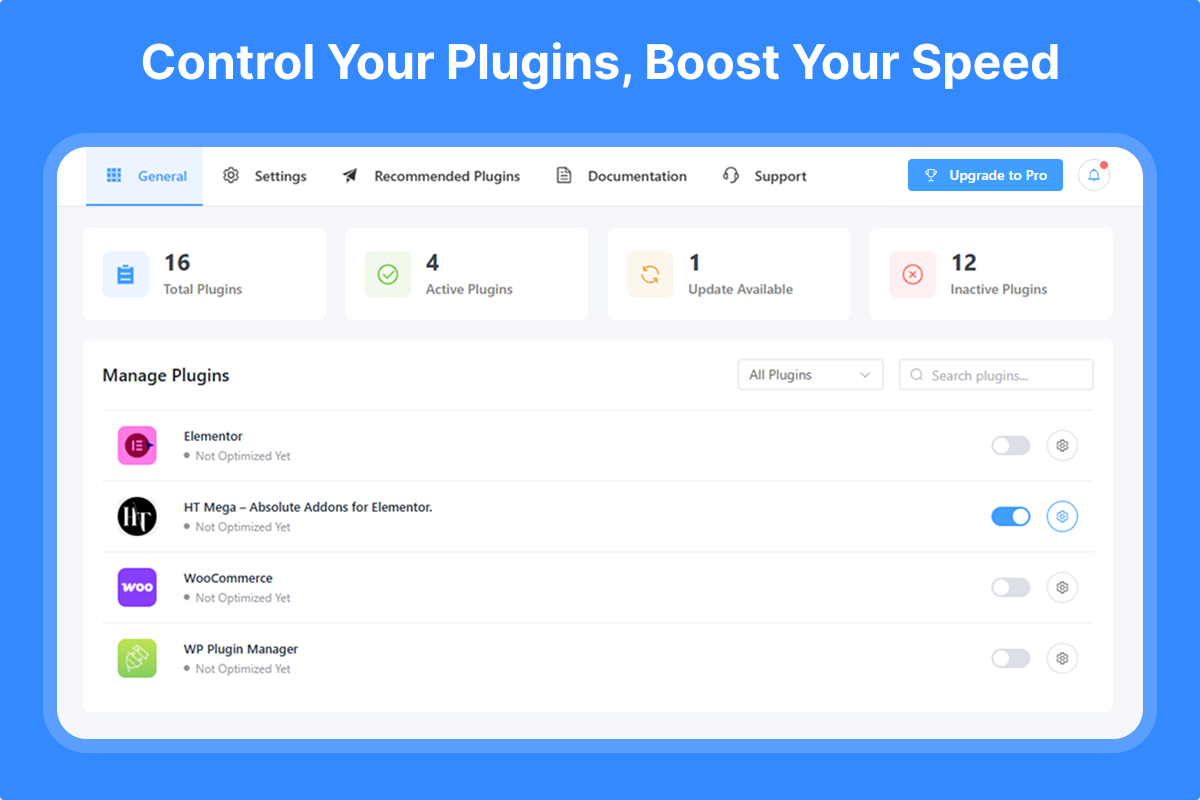 Control Your Plugins, Boost Your Speed
General Settings Recommended Plugins Documentation Support Upgrade to Pro
16
Total Plugins
4
Active Plugins
1
Update Available
12
Inactive Plugins
Manage Plugins All Plugins Search plugins...
Elementor
Not Optimized Yet
HT
HT Mega – Absolute Addons for Elementor.
Not Optimized Yet
woo
WooCommerce
Not Optimized Yet
WP Plugin Manager
Not Optimized Yet